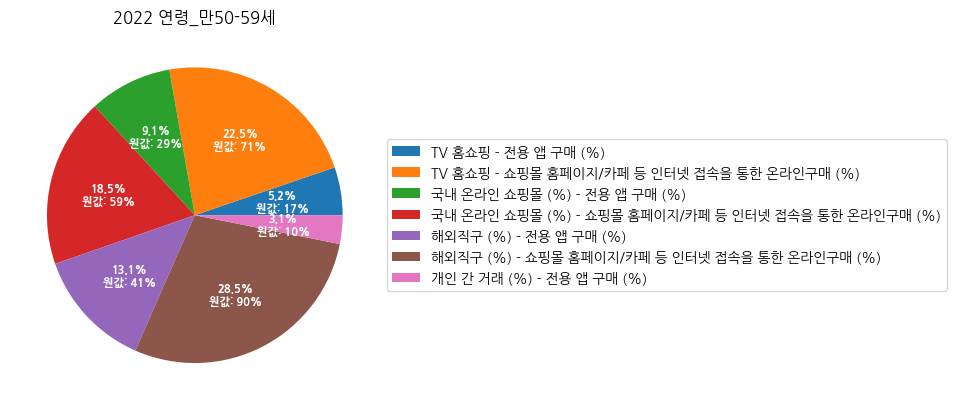 2022 연령_만50-59세
22.5%
원값: 71%
9.1%
원값: 29%
18.5%
원값: 59%
13.1%
원값: 41%
28.5%
원값: 90%
5.2%
원값: 17%
3.1%
원값: 10%
TV 홈쇼핑 - 전용 앱 구매 (%)
TV 홈쇼핑 - 쇼핑몰 홈페이지/카페 등 인터넷 접속을 통한 온라인구매 (%)
국내 온라인 쇼핑몰 (%) - 전용 앱 구매 (%)
국내 온라인 쇼핑몰 (%) - 쇼핑몰 홈페이지/카페 등 인터넷 접속을 통한 온라인구매 (%)
해외직구 (%) - 전용 앱 구매 (%)
해외직구 (%) - 쇼핑몰 홈페이지/카페 등 인터넷 접속을 통한 온라인구매 (%)
개인 간 거래 (%) - 전용 앱 구매 (%)